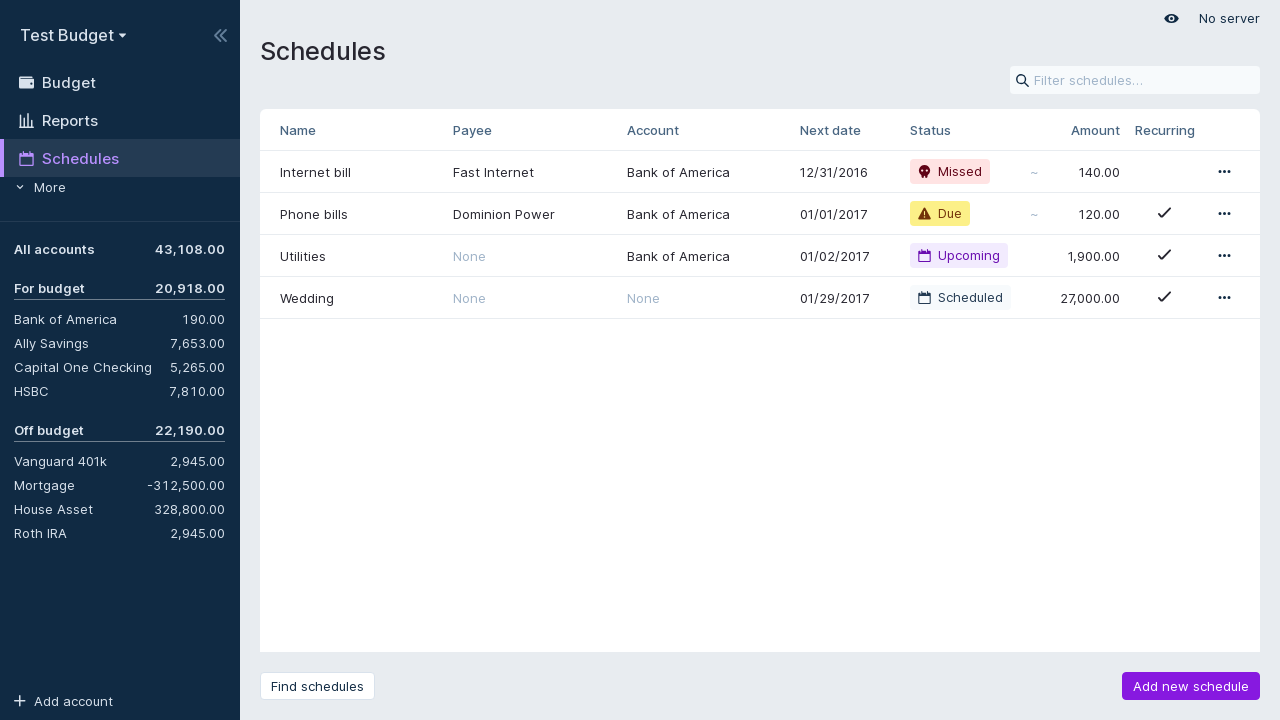 Test Budget
Budget
Reports
Schedules
More
All accounts 43,108.00
For budget 20,918.00
Bank of America 190.00
Ally Savings 7,653.00
Capital One Checking 5,265.00
HSBC 7,810.00
Off budget 22,190.00
Vanguard 401k 2,945.00
Mortgage -312,500.00
House Asset 328,800.00
Roth IRA 2,945.00
Add account
No server
Schedules
Filter schedules...
Name Payee Account Next date Status Amount Recurring
Internet bill Fast Internet Bank of America 12/31/2016 Missed ~ 140.00
Phone bills Dominion Power Bank of America 01/01/2017 Due ~ 120.00
Utilities None Bank of America 01/02/2017 Upcoming 1,900.00
Wedding None None 01/29/2017 Scheduled 27,000.00
Find schedules
Add new schedule